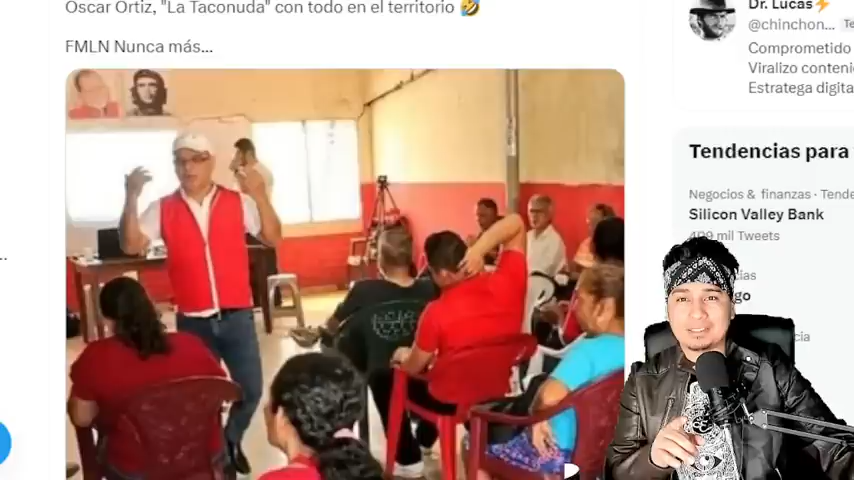 Oscar Ortiz, "La Taconuda" con todo en el territorio 🤣
FMLN Nunca más...
Dr. Lucas⚡
@chinchon...
Comprometido
Viralizo conteni
Estratega digita
Tendencias para
Negocios & finanzas · Tende
Silicon Valley Bank
499 mil Tweets